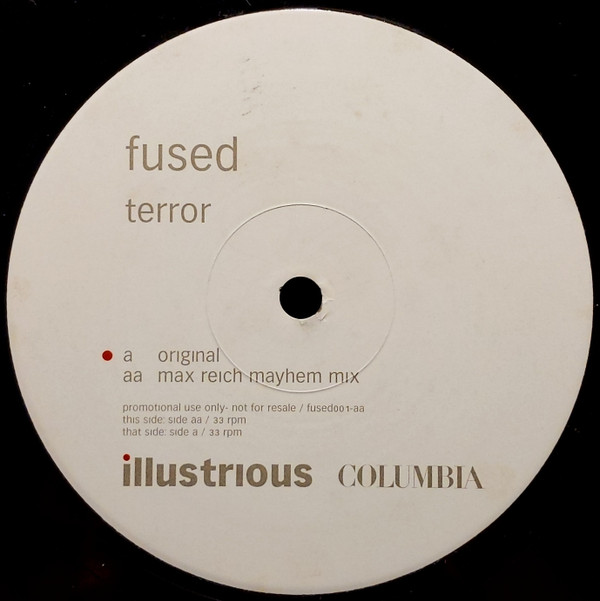 fused
terror
a original
aa max reich mayhem mix
promotional use only- not for resale / fused001-aa
this side: side aa / 33 rpm
that side: side a / 33 rpm
illustrious COLUMBIA